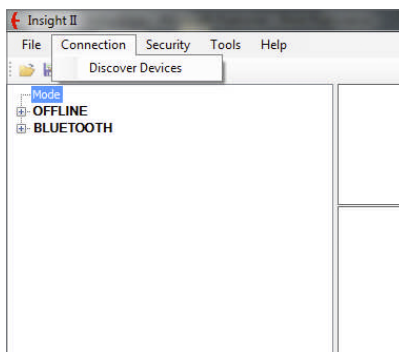 Insight II
File Connection Security Tools Help
Discover Devices
Mode
OFFLINE
BLUETOOTH